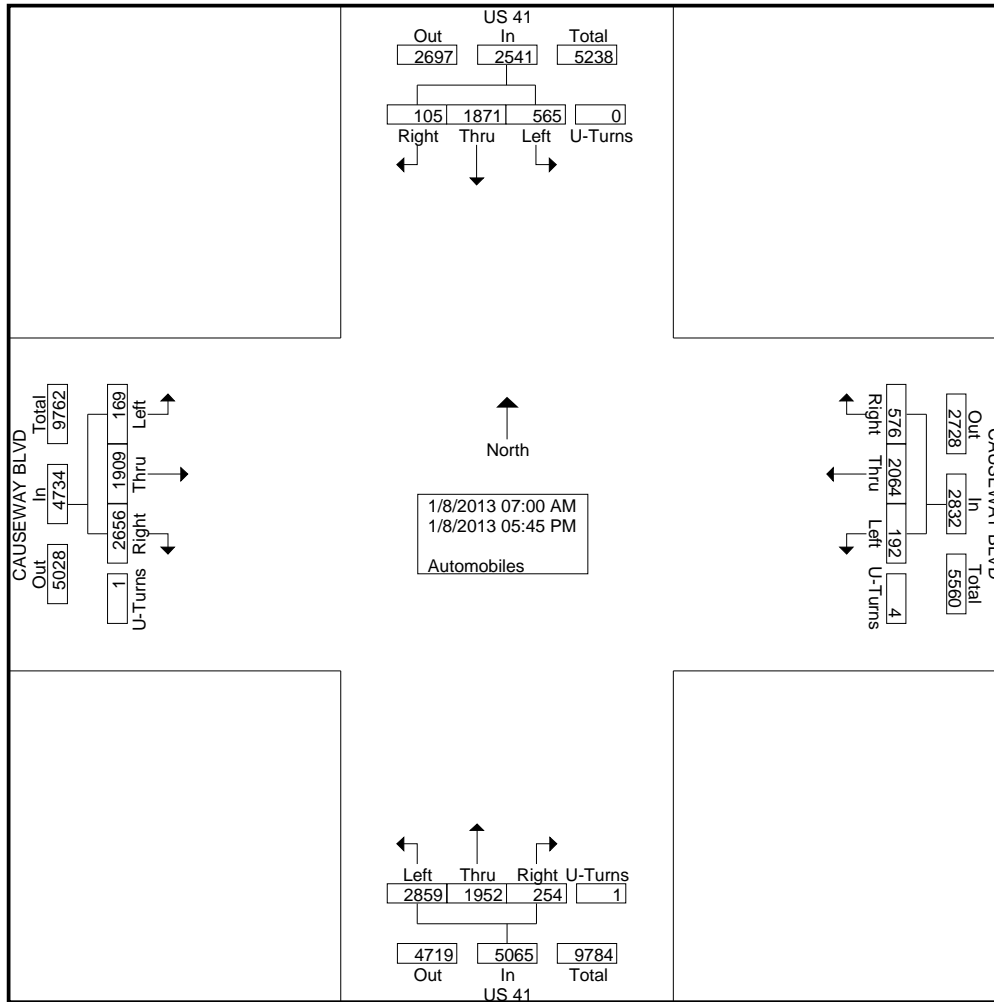 US 41
Out In Total
2697 2541 5238
105 1871 565 0
Right Thru Left U-Turns
CAUSEWAY BLVD
Total In Out
9762 4734 5028
169 1909 2656 1
Left Thru Right U-Turns
North
1/8/2013 07:00 AM
1/8/2013 05:45 PM
Automobiles
CAUSEWAY BLVD
Out In Total
2728 2832 5560
576 2064 192 4
Right Thru Left U-Turns
Left Thru Right U-Turns
2859 1952 254 1
4719 5065 9784
Out In Total
US 41